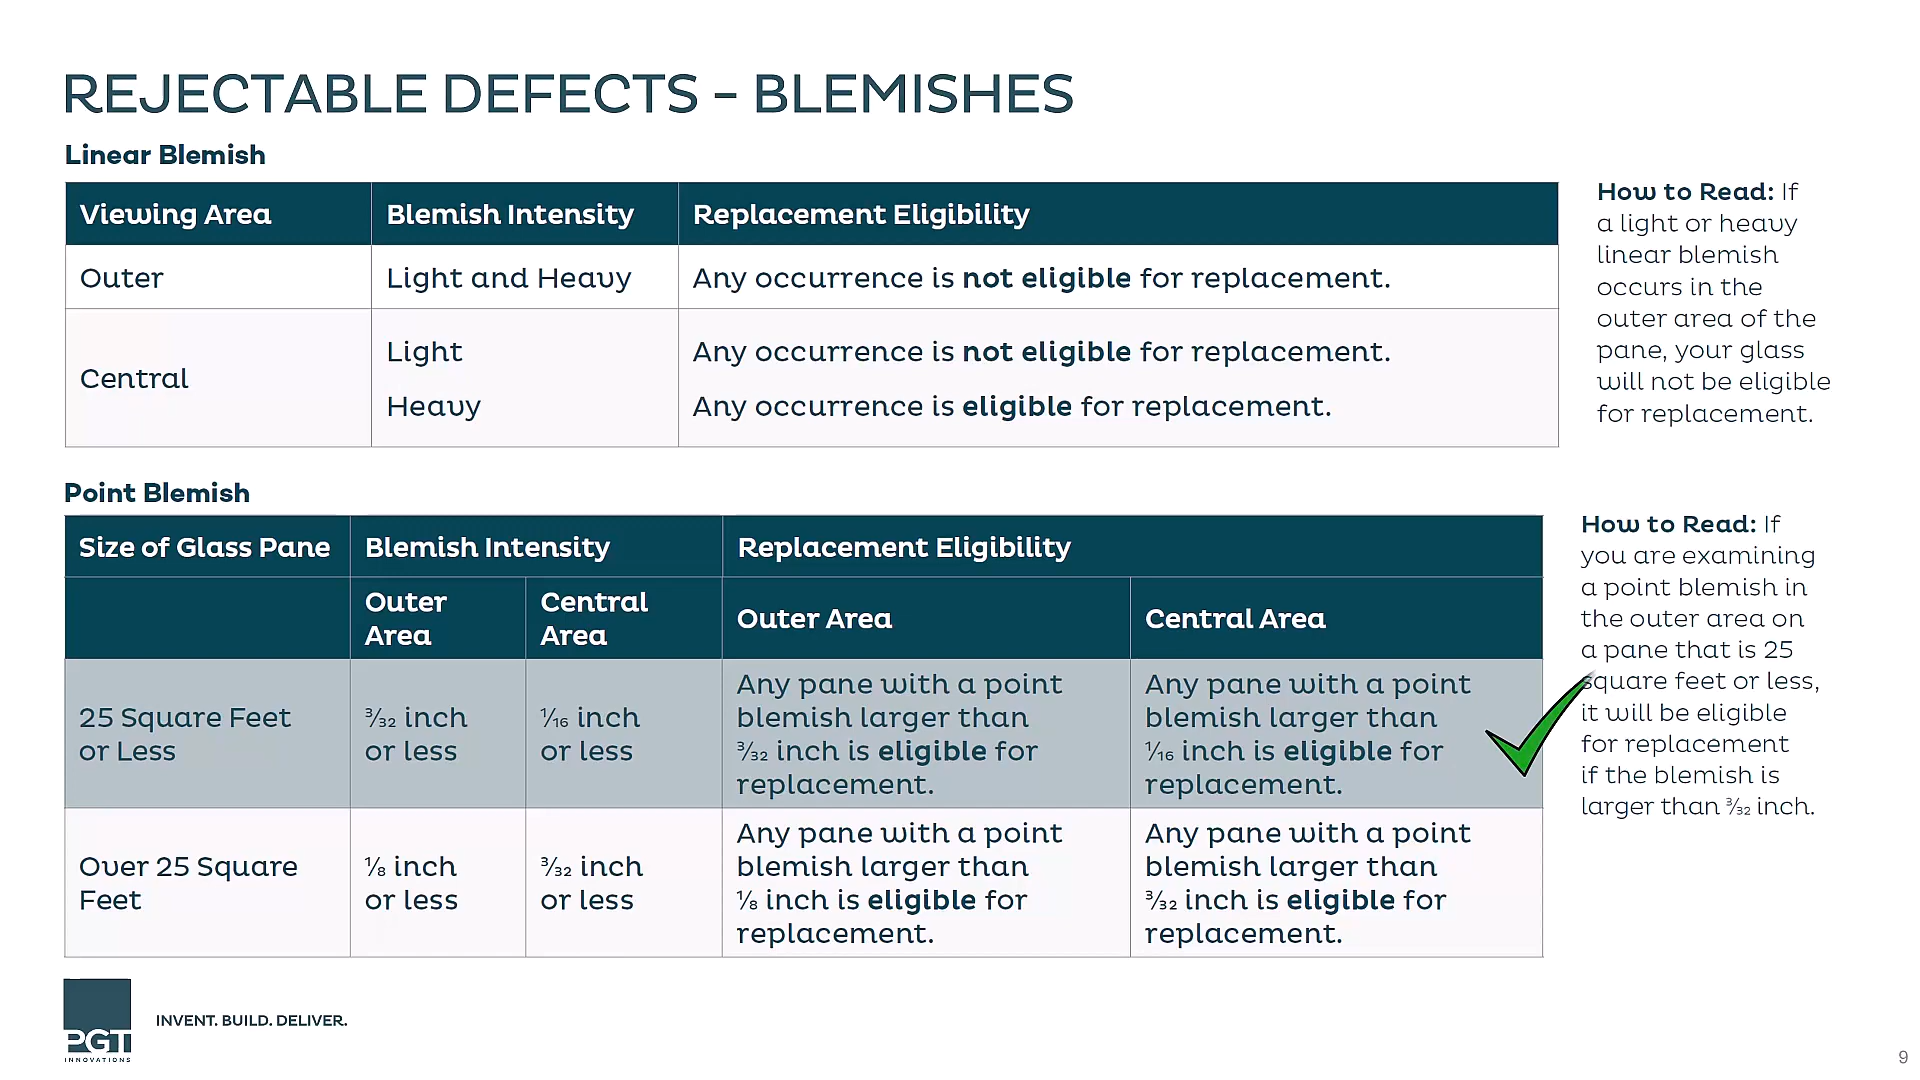 REJECTABLE DEFECTS – BLEMISHES
Linear Blemish
Viewing Area Blemish Intensity Replacement Eligibility
Outer Light and Heavy Any occurrence is not eligible for replacement.
Central
Light Any occurrence is not eligible for replacement.
Heavy Any occurrence is eligible for replacement.
How to Read: If
a light or heavy
linear blemish
occurs in the
outer area of the
pane, your glass
will not be eligible
for replacement.
Point Blemish
Size of Glass Pane Blemish Intensity Replacement Eligibility
Outer
Area
Central
Area
Outer Area
Central Area
25 Square Feet
or Less
3/32 inch
or less
1/16 inch
or less
Any pane with a point
blemish larger than
3/32 inch is eligible for
replacement.
Any pane with a point
blemish larger than
1/16 inch is eligible for
replacement.
Over 25 Square
Feet
1/8 inch
or less
3/32 inch
or less
Any pane with a point
blemish larger than
1/8 inch is eligible for
replacement.
Any pane with a point
blemish larger than
3/32 inch is eligible for
replacement.
How to Read: If
you are examining
a point blemish in
the outer area on
a pane that is 25
square feet or less,
it will be eligible
for replacement
if the blemish is
larger than 3/32 inch.
PGT
INNOVATIONS
INVENT. BUILD. DELIVER.
9